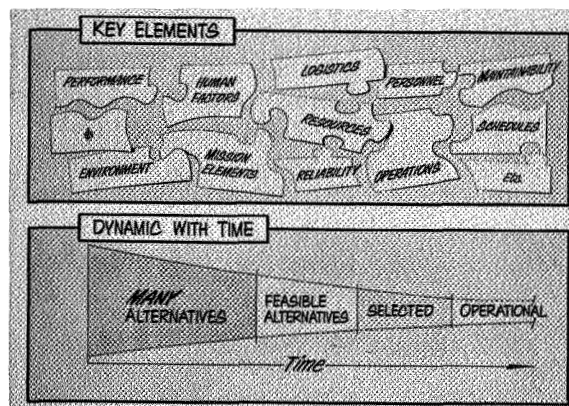 KEY ELEMENTS
PERFORMANCE
HUMAN
FACTORS
LOGISTICS
PERSONNEL
MAINTAINABILITY
RESOURCES
SCHEDULES
ENVIRONMENT
MISSION
ELEMENTS
RELIABILITY
OPERATIONS
Etc.
DYNAMIC WITH TIME
MANY
ALTERNATIVES
FEASIBLE
ALTERNATIVES
SELECTED
OPERATIONAL
Time